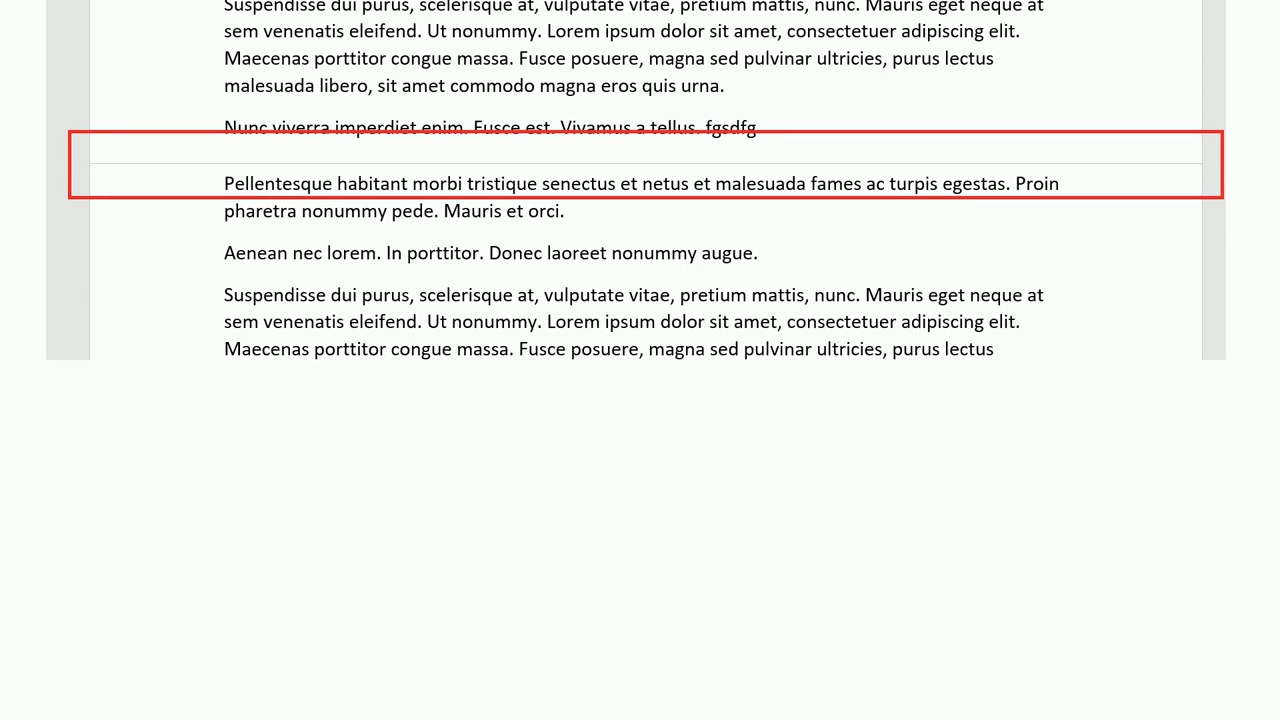 Suspendisse dui purus, scelerisque at, vulputate vitae, pretium mattis, nunc. Mauris eget neque at
sem venenatis eleifend. Ut nonummy. Lorem ipsum dolor sit amet, consectetuer adipiscing elit.
Maecenas porttitor congue massa. Fusce posuere, magna sed pulvinar ultricies, purus lectus
malesuada libero, sit amet commodo magna eros quis urna.
Nunc viverra imperdiet enim. Fusce est. Vivamus a tellus. fgsdfg
Pellentesque habitant morbi tristique senectus et netus et malesuada fames ac turpis egestas. Proin
pharetra nonummy pede. Mauris et orci.
Aenean nec lorem. In porttitor. Donec laoreet nonummy augue.
Suspendisse dui purus, scelerisque at, vulputate vitae, pretium mattis, nunc. Mauris eget neque at
sem venenatis eleifend. Ut nonummy. Lorem ipsum dolor sit amet, consectetuer adipiscing elit.
Maecenas porttitor congue massa. Fusce posuere, magna sed pulvinar ultricies, purus lectus